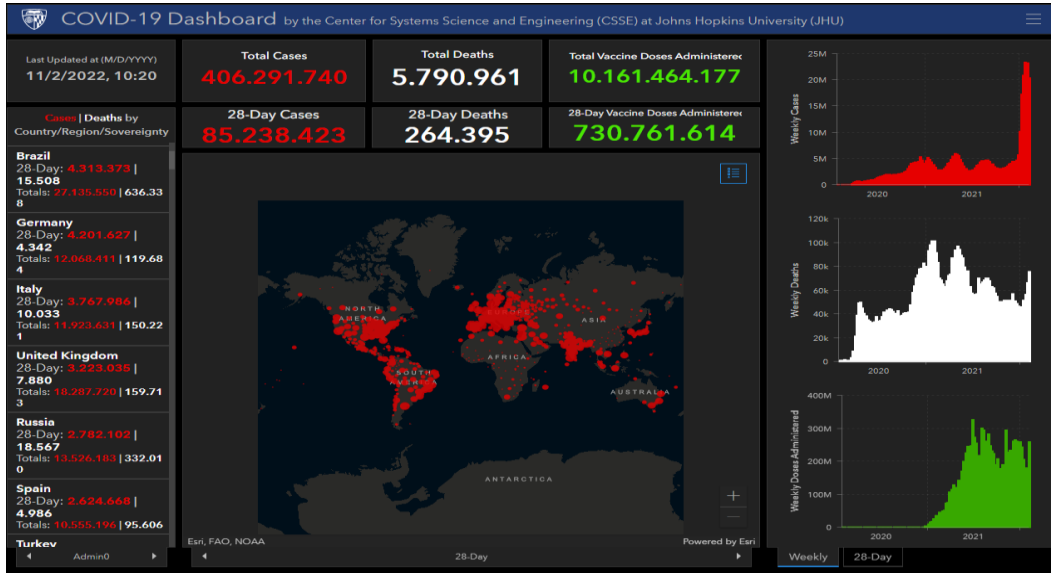 COVID-19 Dashboard by the Center for Systems Science and Engineering (CSSE) at Johns Hopkins University (JHU)
Last Updated at (M/D/YYYY)
11/2/2022, 10:20
Total Cases
406.291.740
Total Deaths
5.790.961
Total Vaccine Doses Administered
10.161.464.177
28-Day Cases
85.238.423
28-Day Deaths
264.395
28-Day Vaccine Doses Administered
730.761.614
Cases | Deaths by
Country/Region/Sovereignty
Brazil
28-Day: 4.313.373 |
15.508
Totals: 27.135.550 | 636.33
8
Germany
28-Day: 4.201.627 |
4.342
Totals: 12.068.411 | 119.68
4
Italy
28-Day: 3.767.986 |
10.033
Totals: 11.923.631 | 150.22
1
United Kingdom
28-Day: 3.223.035 |
7.880
Totals: 18.287.720 | 159.71
3
Russia
28-Day: 2.782.102 |
18.567
Totals: 13.526.183 | 332.01
0
Spain
28-Day: 2.624.668 |
4.986
Totals: 10.555.196 | 95.606
Turkey
Admin0
NORTH
AMERICA
EUROPE
ASIA
AFRICA
SOUTH
AMERICA
AUSTRALIA
ANTARCTICA
+
−
Esri, FAO, NOAA
Powered by Esri
28-Day
Weekly Cases
25M
20M
15M
10M
5M
0
2020
2021
Weekly Deaths
120k
100k
80k
60k
40k
20k
0
2020
2021
Weekly Doses Administered
400M
300M
200M
100M
0
2020
2021
Weekly
28-Day